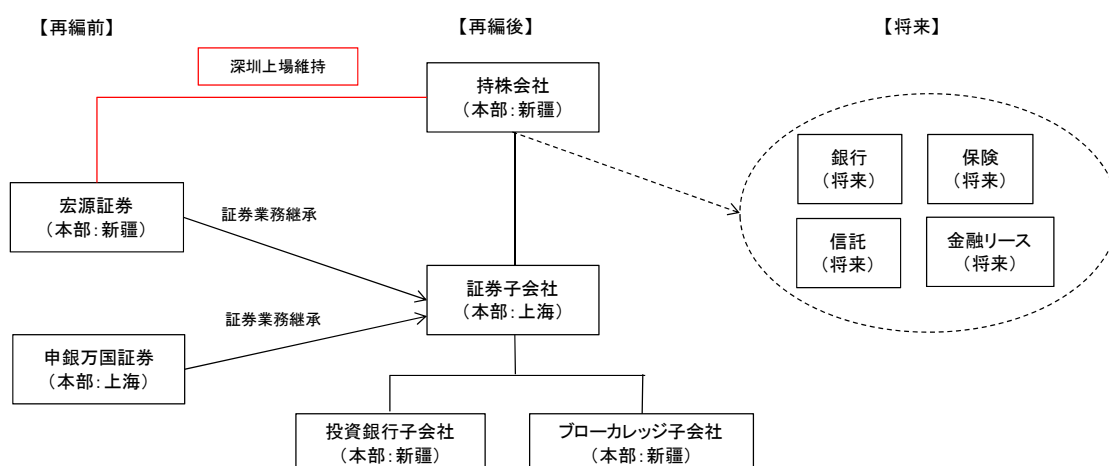 【再編前】
【再編後】
【将来】
深圳上場維持
持株会社
（本部：新疆）
銀行
（将来）
保険
（将来）
宏源証券
（本部：新疆）
証券業務継承
信託
（将来）
金融リース
（将来）
証券子会社
（本部：上海）
証券業務継承
申銀万国証券
（本部：上海）
投資銀行子会社
（本部：新疆）
ブローカレッジ子会社
（本部：新疆）